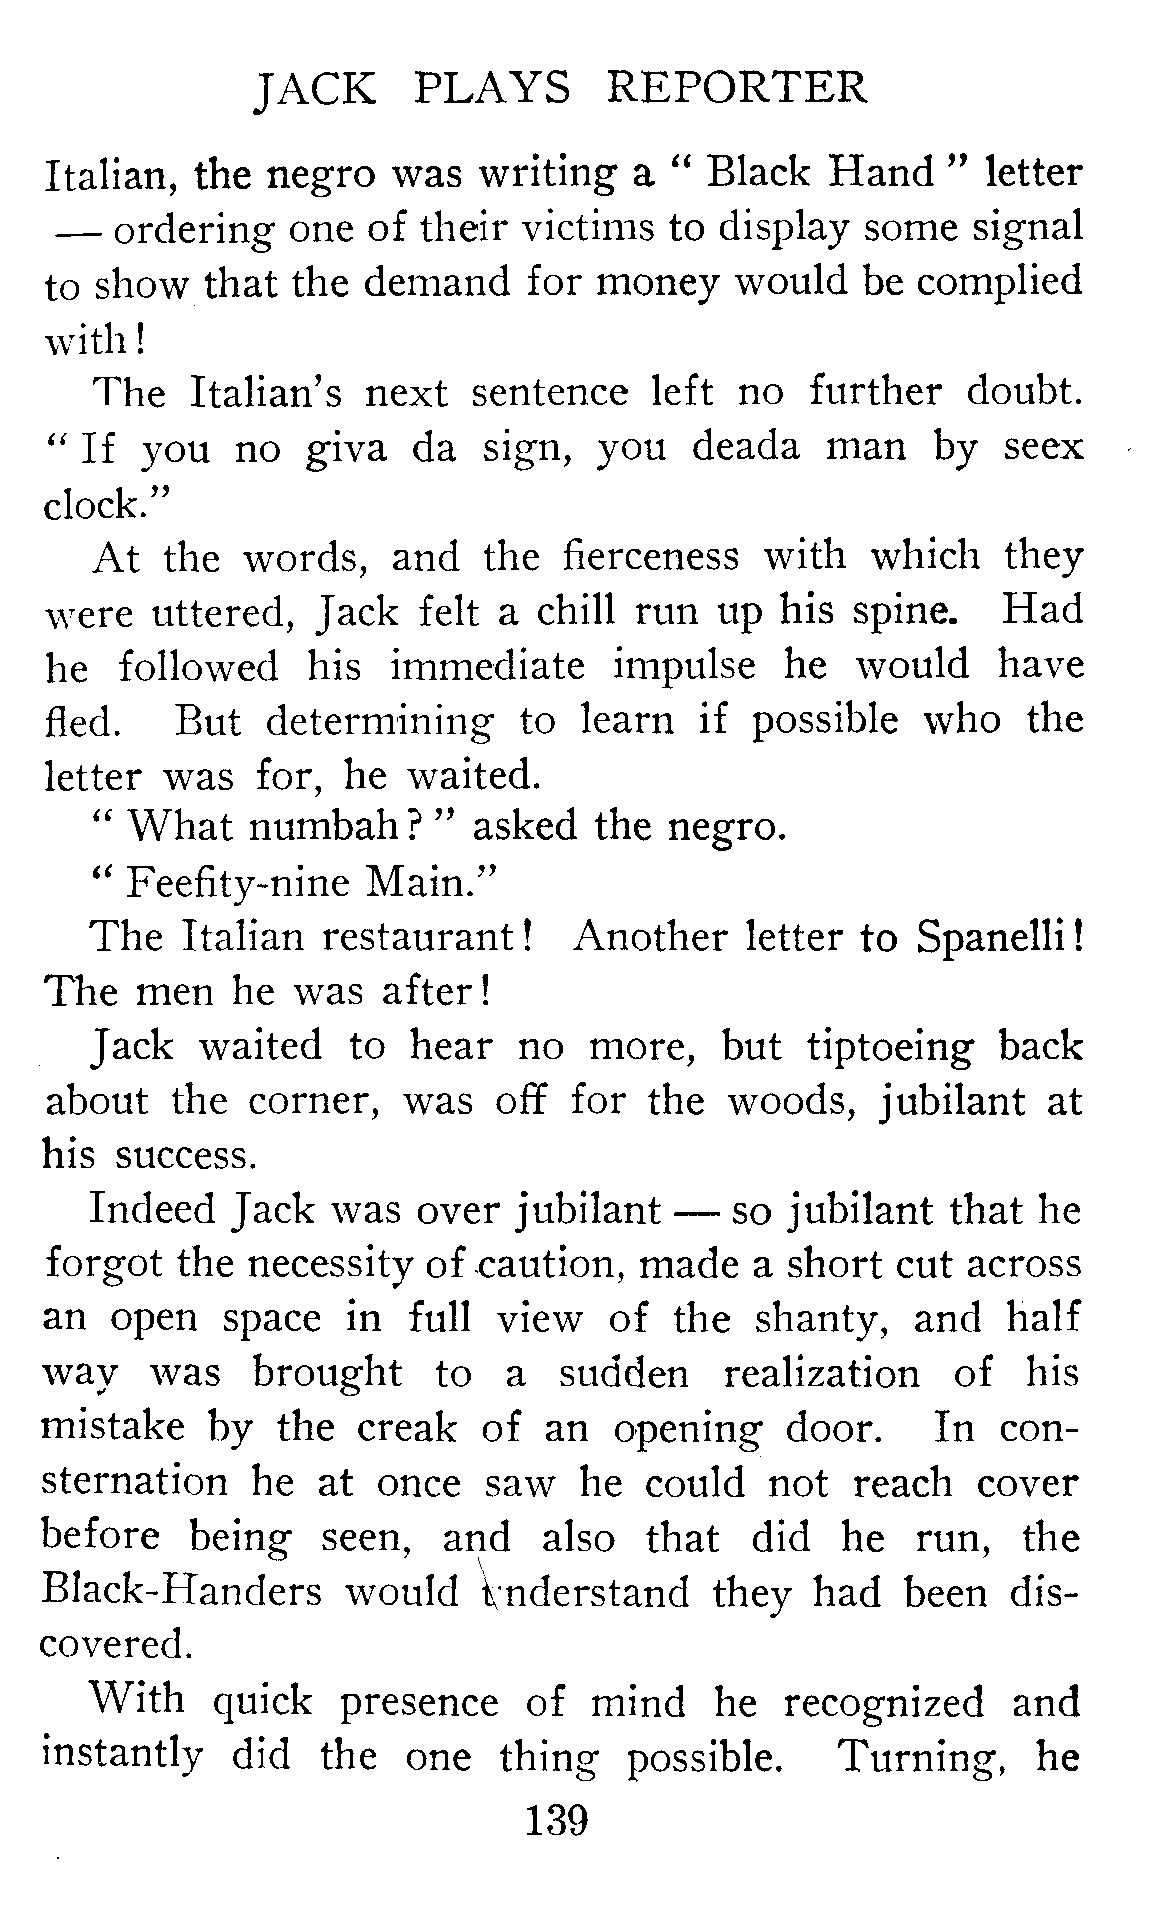 JACK PLAYS REPORTER
Italian, the negro was writing a " Black Hand " letter
— ordering one of their victims to display some signal
to show that the demand for money would be complied
with!
The Italian's next sentence left no further doubt.
" If you no giva da sign, you deada man by seex
clock."
At the words, and the fierceness with which they
were uttered, Jack felt a chill run up his spine. Had
he followed his immediate impulse he would have
fled. But determining to learn if possible who the
letter was for, he waited.
" What numbah? " asked the negro.
" Feefity-nine Main."
The Italian restaurant! Another letter to Spanelli!
The men he was after!
Jack waited to hear no more, but tiptoeing back
about the corner, was off for the woods, jubilant at
his success.
Indeed Jack was over jubilant — so jubilant that he
forgot the necessity of caution, made a short cut across
an open space in full view of the shanty, and half
way was brought to a sudden realization of his
mistake by the creak of an opening door. In con-
sternation he at once saw he could not reach cover
before being seen, and also that did he run, the
Black-Handers would understand they had been dis-
covered.
With quick presence of mind he recognized and
instantly did the one thing possible. Turning, he
139